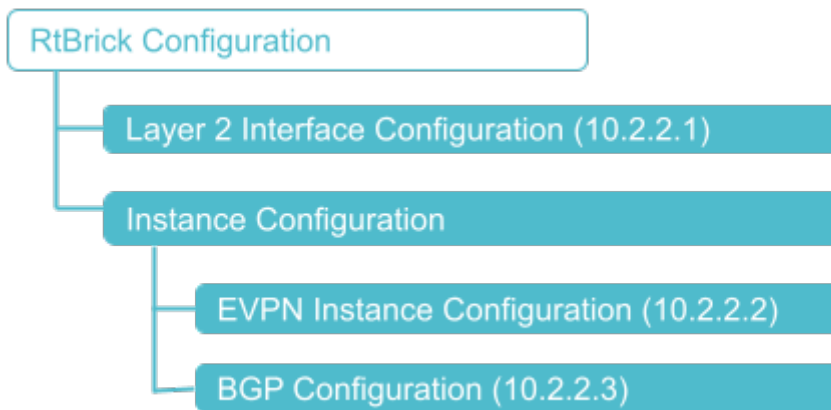 RtBrick Configuration
Layer 2 Interface Configuration (10.2.2.1)
Instance Configuration
EVPN Instance Configuration (10.2.2.2)
BGP Configuration (10.2.2.3)